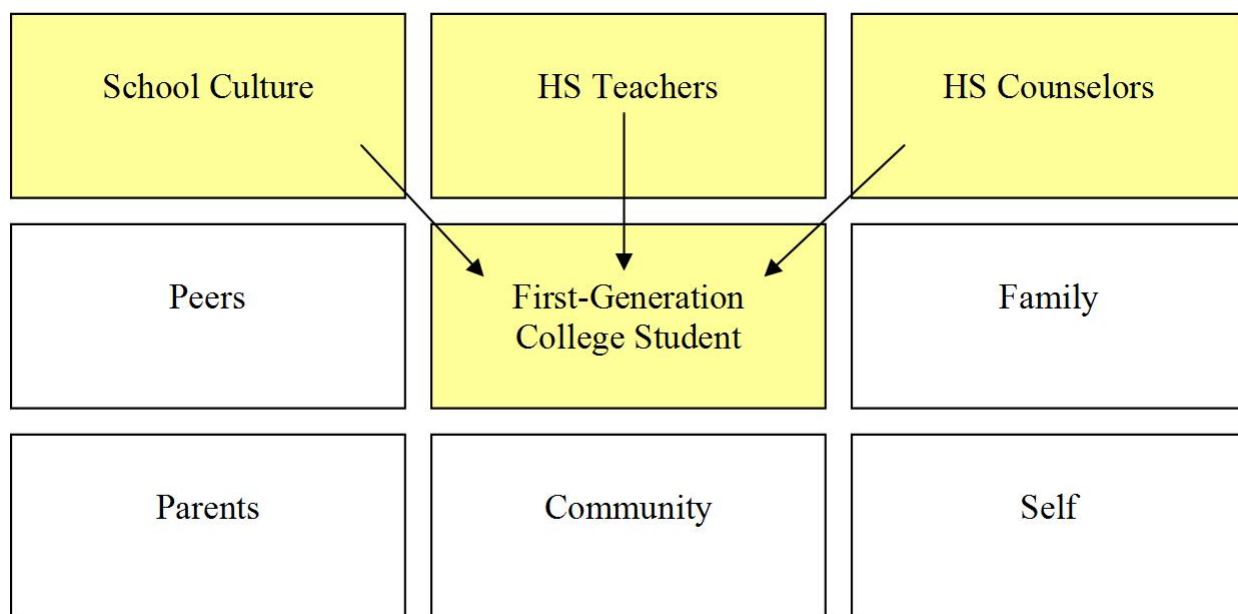 School Culture
HS Teachers
HS Counselors
Peers
First-Generation
College Student
Family
Parents
Community
Self